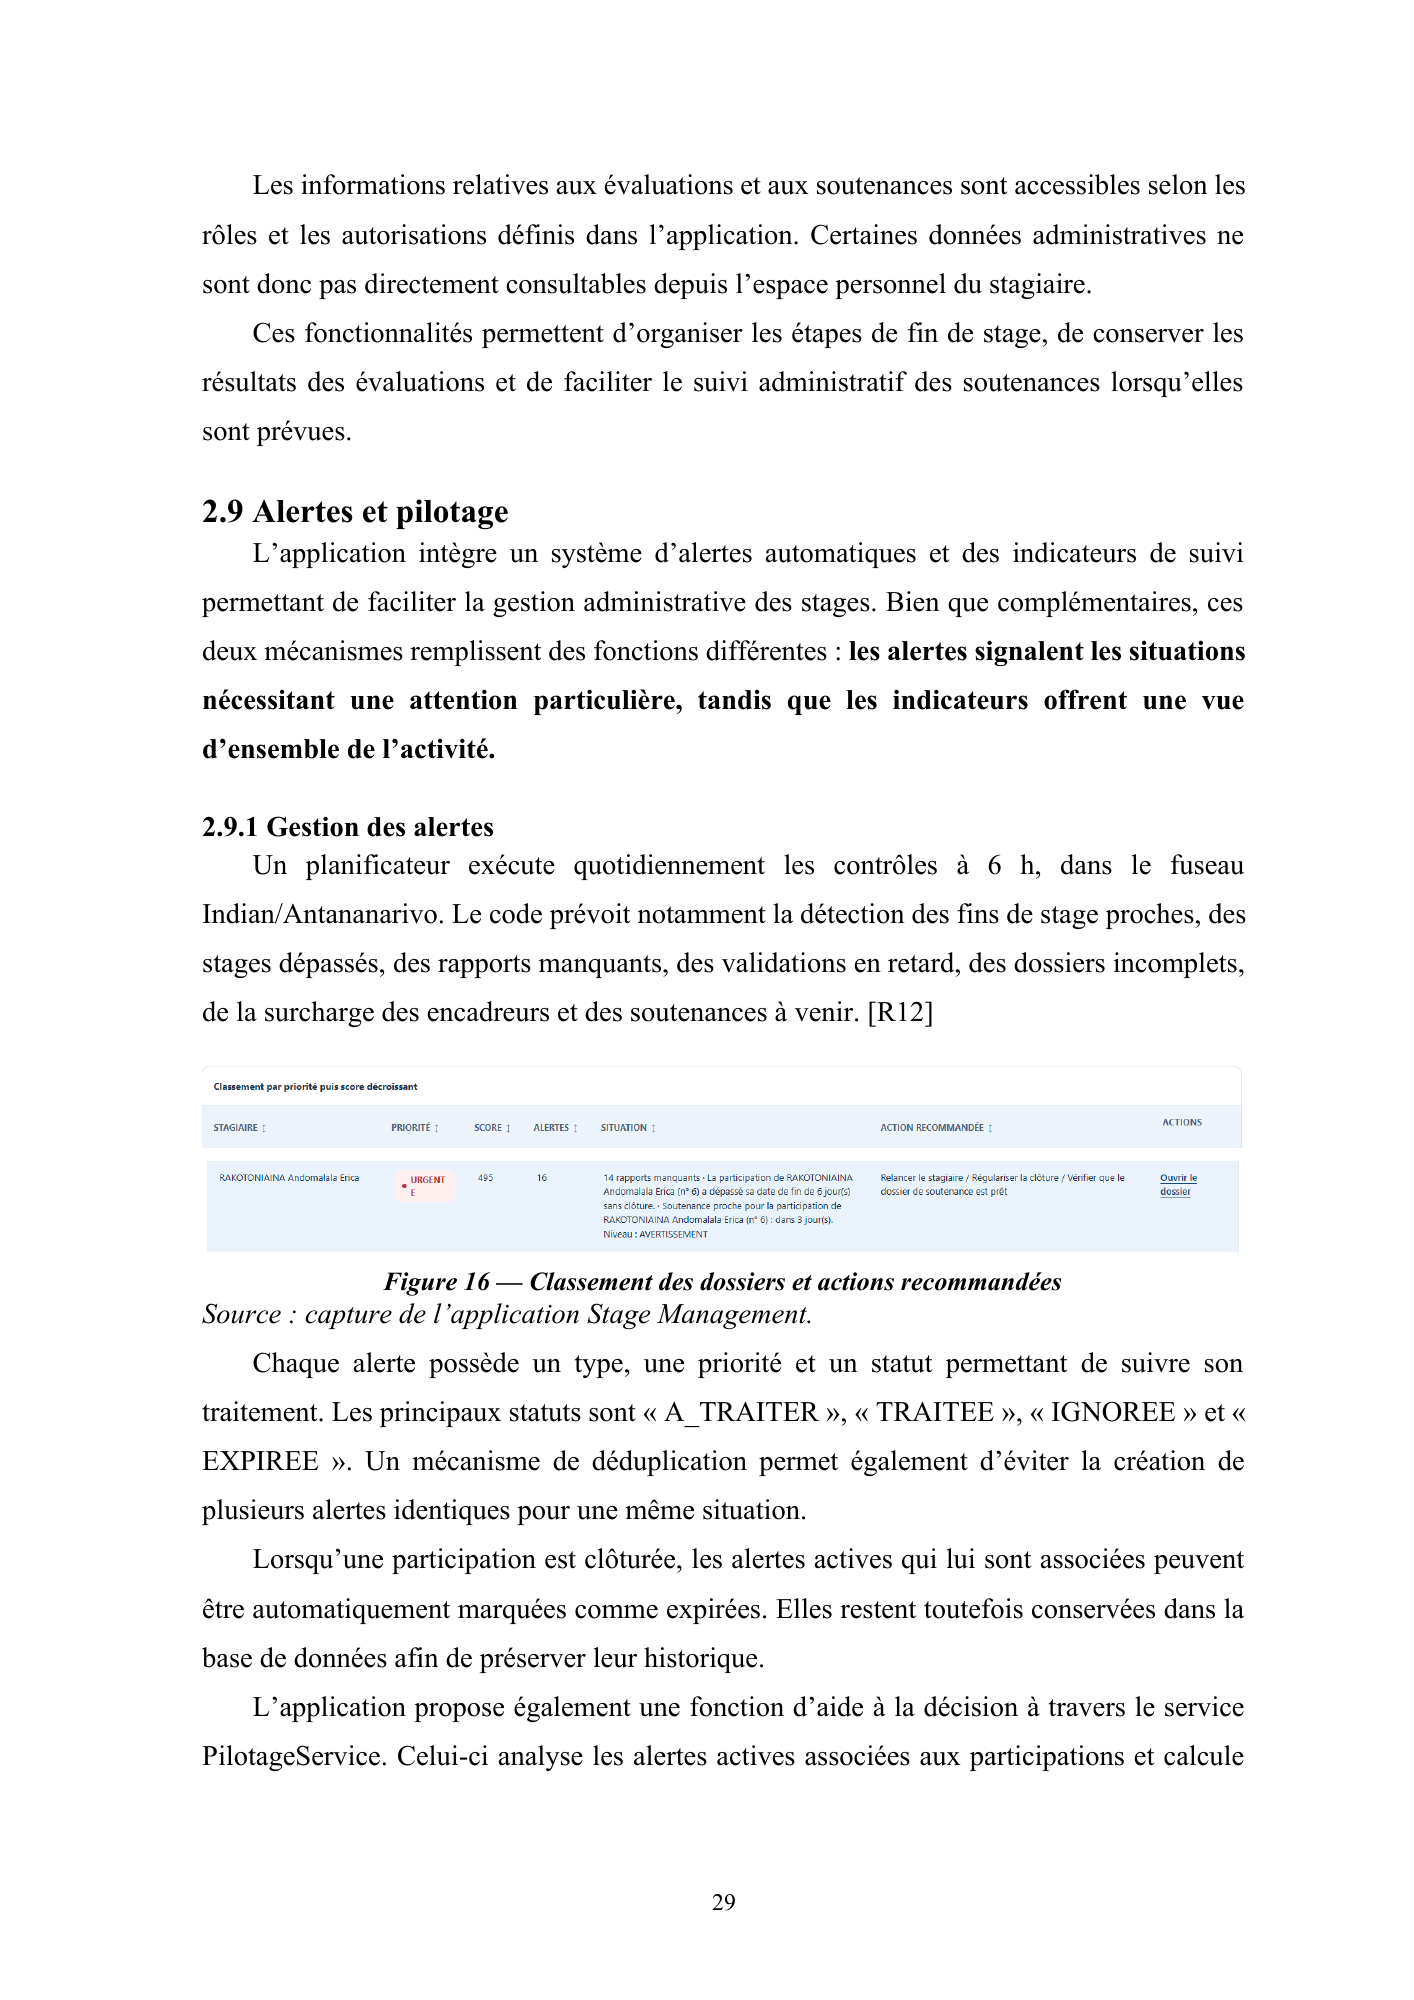 Les informations relatives aux évaluations et aux soutenances sont accessibles selon les
rôles et les autorisations définis dans l’application. Certaines données administratives ne
sont donc pas directement consultables depuis l’espace personnel du stagiaire.
Ces fonctionnalités permettent d’organiser les étapes de fin de stage, de conserver les
résultats des évaluations et de faciliter le suivi administratif des soutenances lorsqu’elles
sont prévues.
2.9 Alertes et pilotage
L’application intègre un système d’alertes automatiques et des indicateurs de suivi
permettant de faciliter la gestion administrative des stages. Bien que complémentaires, ces
deux mécanismes remplissent des fonctions différentes : les alertes signalent les situations
nécessitant une attention particulière, tandis que les indicateurs offrent une vue
d’ensemble de l’activité.
2.9.1 Gestion des alertes
Un planificateur exécute quotidiennement les contrôles à 6 h, dans le fuseau
Indian/Antananarivo. Le code prévoit notamment la détection des fins de stage proches, des
stages dépassés, des rapports manquants, des validations en retard, des dossiers incomplets,
de la surcharge des encadreurs et des soutenances à venir. [R12]
Classement par priorité puis score décroissant
STAGIAIRE ↕ PRIORITÉ ↕ SCORE ↕ ALERTES ↕ SITUATION ↕ ACTION RECOMMANDÉE ↕ ACTIONS
RAKOTONIAINA Andomalala Erica • URGENT 495 16 14 rapports manquants · La participation de RAKOTONIAINA Relancer le stagiaire / Régulariser la clôture / Vérifier que le Ouvrir le
E Andomalala Erica (n° 6) a dépassé sa date de fin de 6 jour(s) dossier de soutenance est prêt dossier
sans clôture. · Soutenance proche pour la participation de
RAKOTONIAINA Andomalala Erica (n° 6) : dans 3 jour(s).
Niveau : AVERTISSEMENT
Figure 16 — Classement des dossiers et actions recommandées
Source : capture de l’application Stage Management.
Chaque alerte possède un type, une priorité et un statut permettant de suivre son
traitement. Les principaux statuts sont « A_TRAITER », « TRAITEE », « IGNOREE » et «
EXPIREE ». Un mécanisme de déduplication permet également d’éviter la création de
plusieurs alertes identiques pour une même situation.
Lorsqu’une participation est clôturée, les alertes actives qui lui sont associées peuvent
être automatiquement marquées comme expirées. Elles restent toutefois conservées dans la
base de données afin de préserver leur historique.
L’application propose également une fonction d’aide à la décision à travers le service
PilotageService. Celui-ci analyse les alertes actives associées aux participations et calcule
29